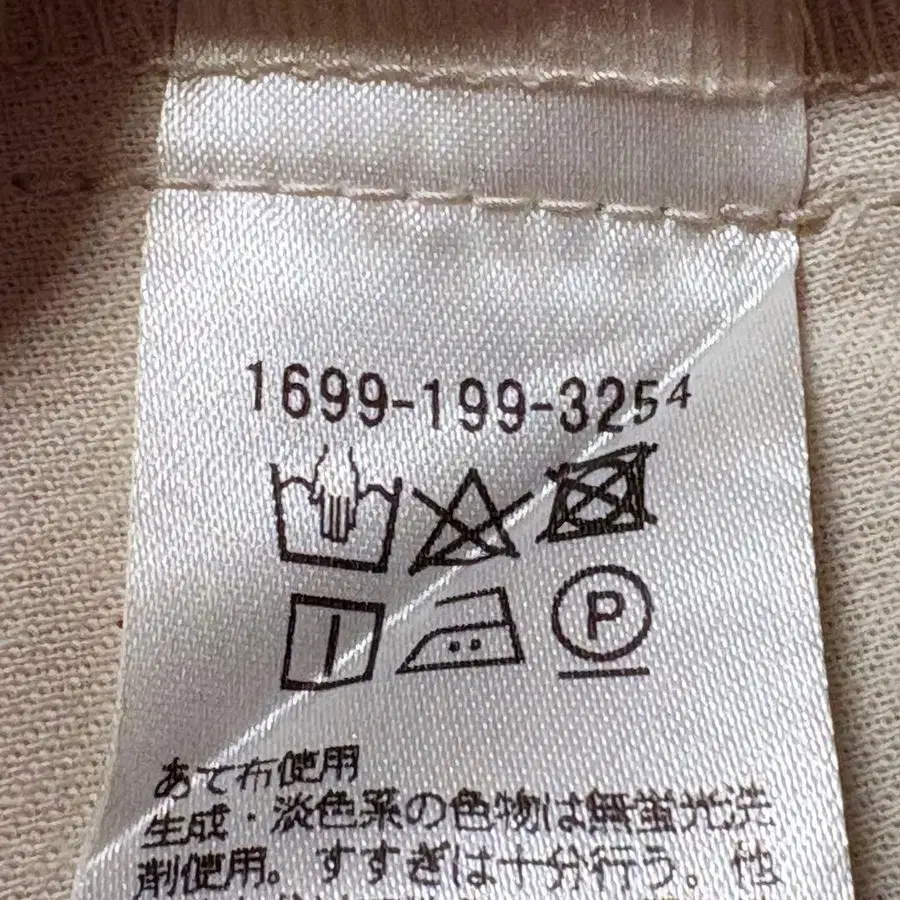 1699-199-3254
P
あて布使用
生成・淡色系の色物は無蛍光洗
剤使用。すすぎは十分行う。他